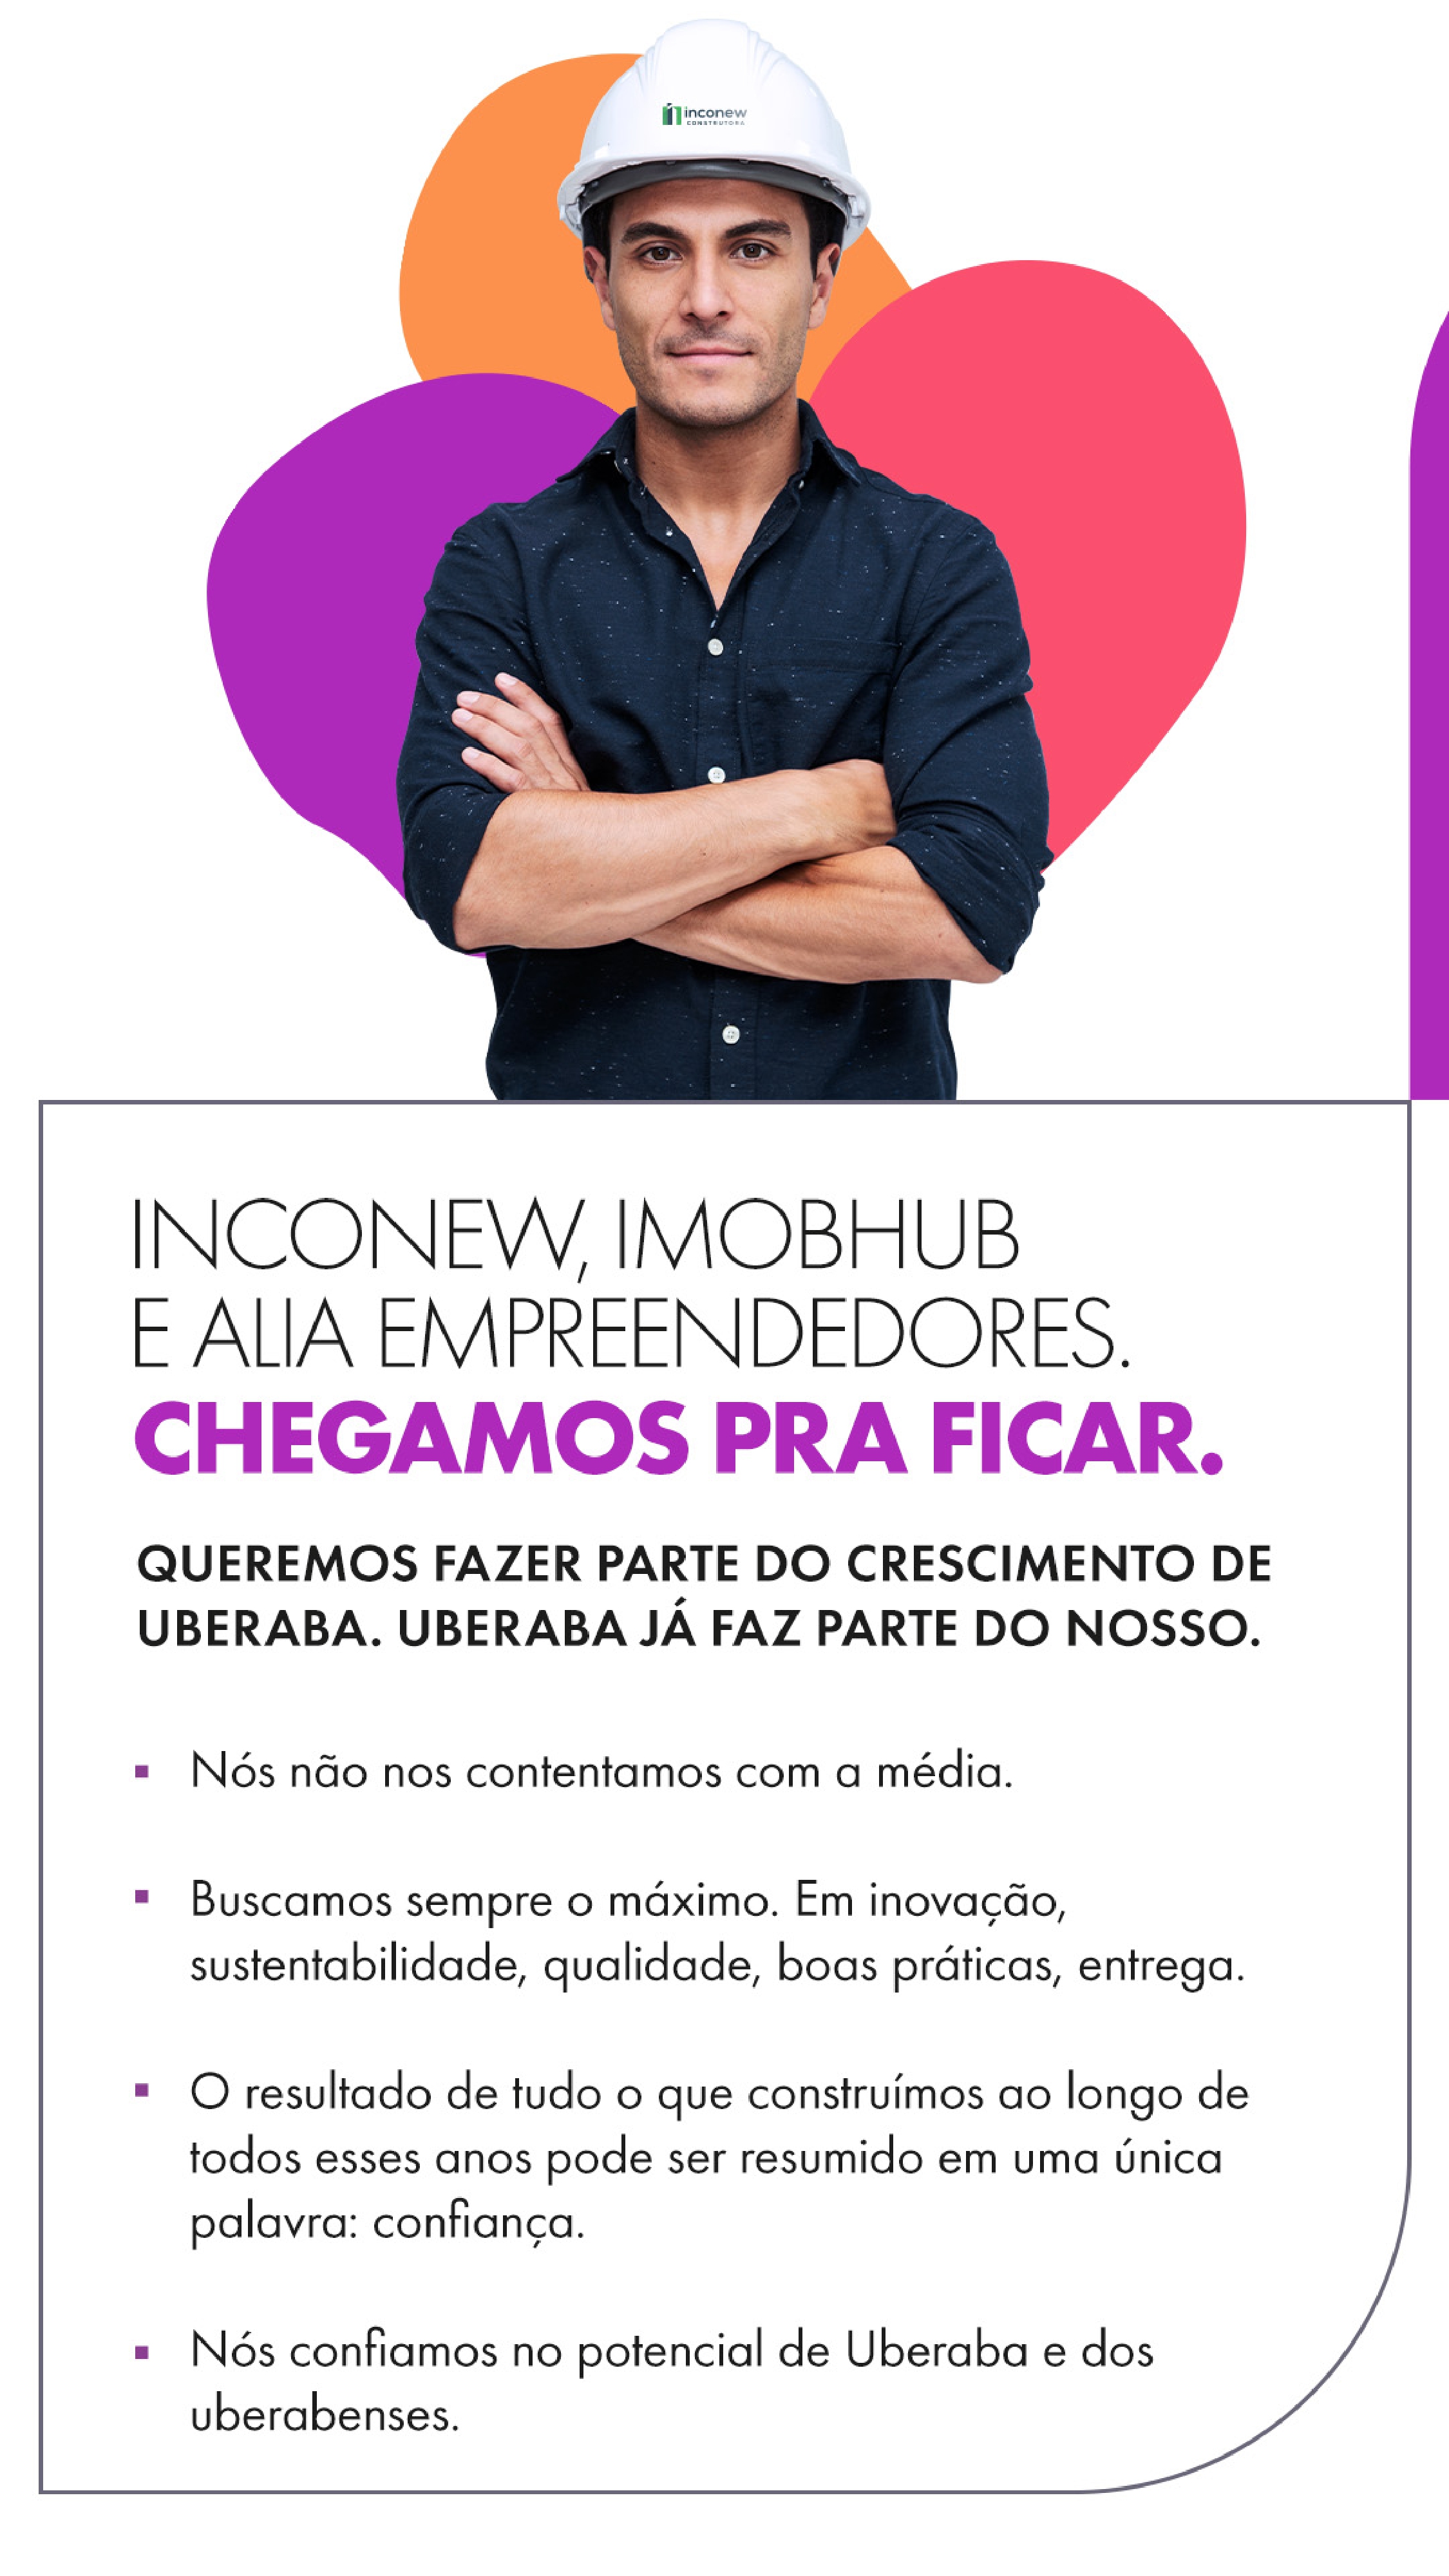 inconew
CONSTRUTORA
INCONEW, IMOBHUB
E ALIA EMPREENDEDORES.
CHEGAMOS PRA FICAR.
QUEREMOS FAZER PARTE DO CRESCIMENTO DE
UBERABA. UBERABA JÁ FAZ PARTE DO NOSSO.
▪ Nós não nos contentamos com a média.
▪ Buscamos sempre o máximo. Em inovação,
sustentabilidade, qualidade, boas práticas, entrega.
▪ O resultado de tudo o que construímos ao longo de
todos esses anos pode ser resumido em uma única
palavra: confiança.
▪ Nós confiamos no potencial de Uberaba e dos
uberabenses.